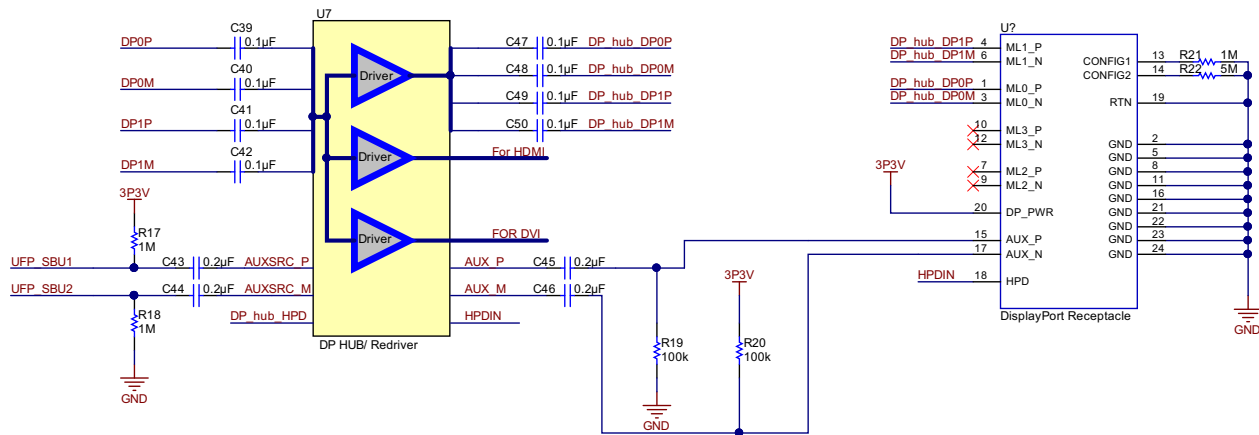 U7
DP0P
C39
0.1µF
DP0M
C40
0.1µF
DP1P
C41
0.1µF
DP1M
C42
0.1µF
3P3V
R17
1M
UFP_SBU1
C43
0.2µF
AUXSRC_P
UFP_SBU2
C44
0.2µF
AUXSRC_M
R18
1M
GND
DP_hub_HPD
Driver
Driver
Driver
DP HUB/ Redriver
C47
0.1µF
DP_hub_DP0P
C48
0.1µF
DP_hub_DP0M
C49
0.1µF
DP_hub_DP1P
C50
0.1µF
DP_hub_DP1M
For HDMI
FOR DVI
AUX_P
C45
0.2µF
AUX_M
C46
0.2µF
HPDIN
R19
100k
GND
3P3V
R20
100k
U?
DP_hub_DP1P
4
ML1_P
DP_hub_DP1M
6
ML1_N
DP_hub_DP0P
1
ML0_P
DP_hub_DP0M
3
ML0_N
10
ML3_P
12
ML3_N
7
ML2_P
9
ML2_N
3P3V
20
DP_PWR
15
AUX_P
17
AUX_N
HPDIN
18
HPD
CONFIG1
13
R21
1M
CONFIG2
14
R22
5M
RTN
19
GND
2
GND
5
GND
8
GND
11
GND
16
GND
21
GND
22
GND
23
GND
24
GND
DisplayPort Receptacle